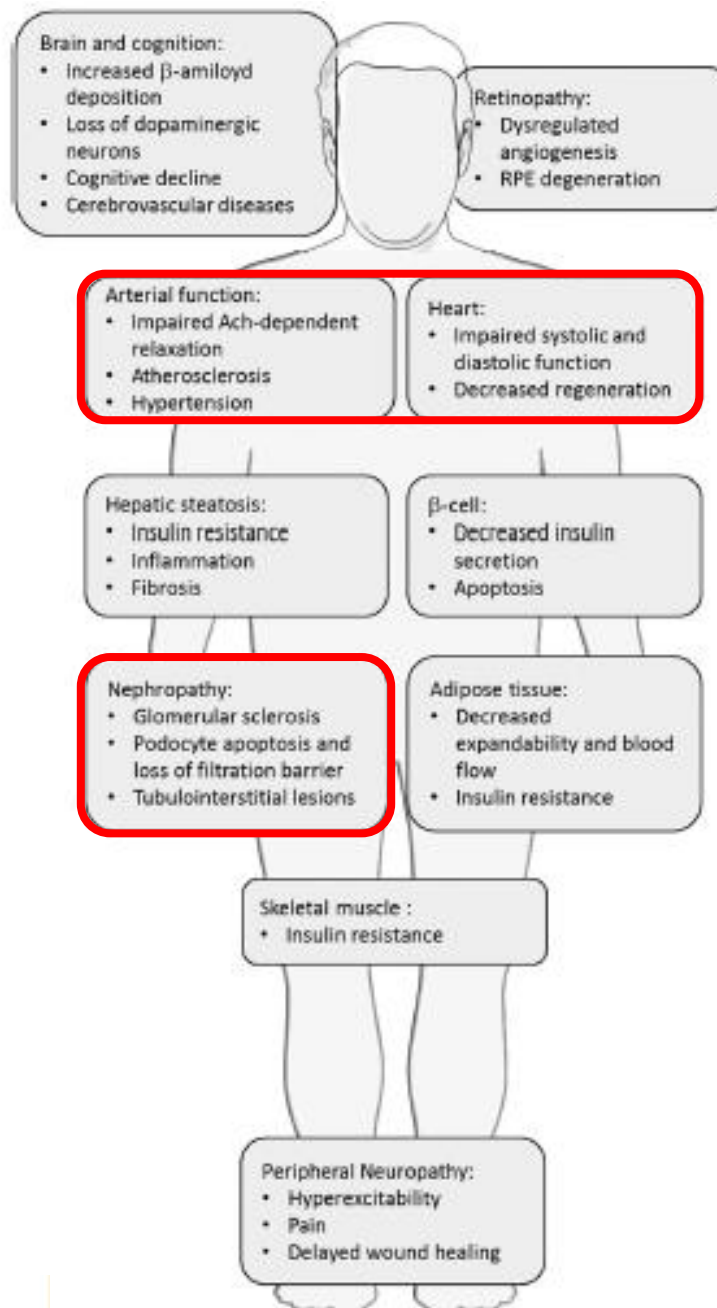 Brain and cognition:
• Increased β-amiloyd
deposition
• Loss of dopaminergic
neurons
• Cognitive decline
• Cerebrovascular diseases
Retinopathy:
• Dysregulated
angiogenesis
• RPE degeneration
Arterial function:
• Impaired Ach-dependent
relaxation
• Atherosclerosis
• Hypertension
Heart:
• Impaired systolic and
diastolic function
• Decreased regeneration
Hepatic steatosis:
• Insulin resistance
• Inflammation
• Fibrosis
β-cell:
• Decreased insulin
secretion
• Apoptosis
Nephropathy:
• Glomerular sclerosis
• Podocyte apoptosis and
loss of filtration barrier
• Tubulointerstitial lesions
Adipose tissue:
• Decreased
expandability and blood
flow
• Insulin resistance
Skeletal muscle :
• Insulin resistance
Peripheral Neuropathy:
• Hyperexcitability
• Pain
• Delayed wound healing